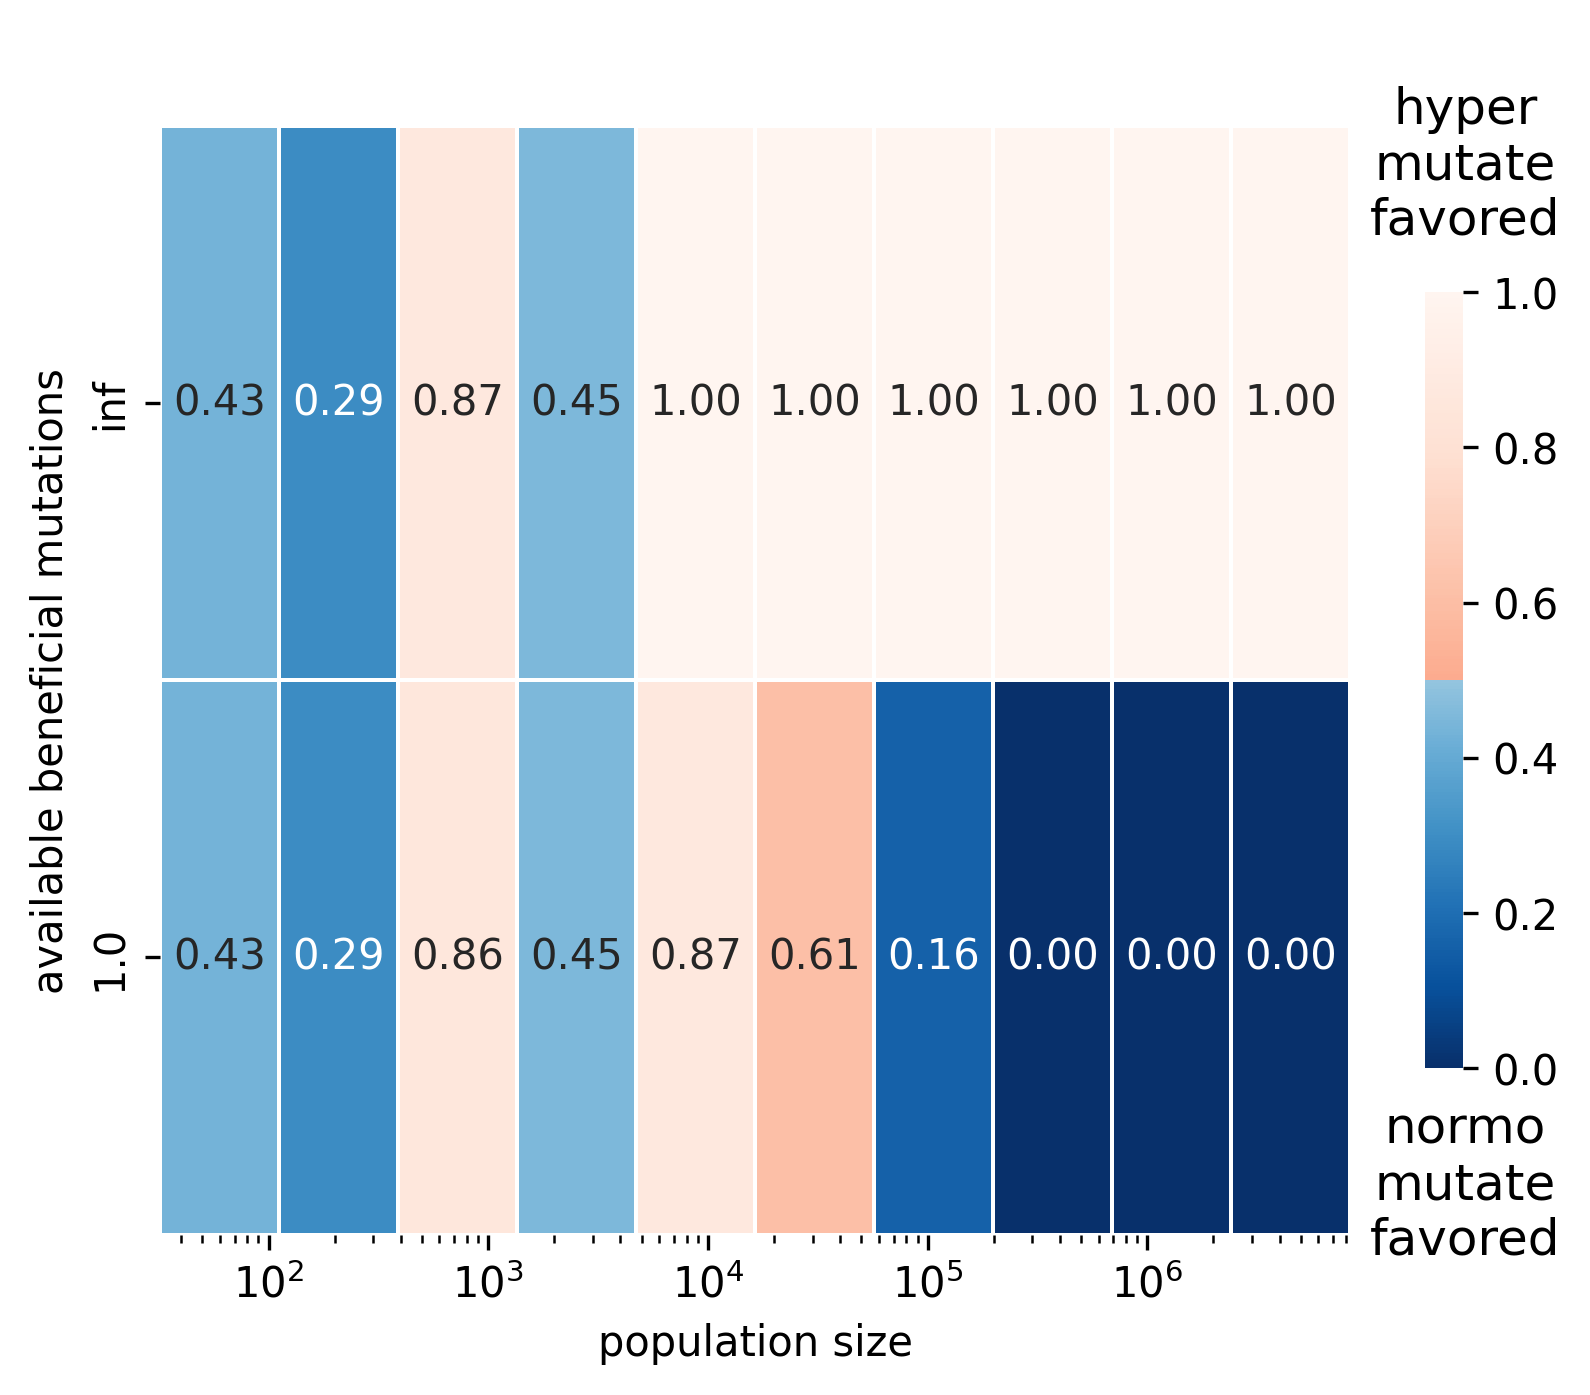 hyper
mutate
favored
available beneficial mutations
inf
0.43 0.29 0.87 0.45 1.00 1.00 1.00 1.00 1.00 1.00
1.0
0.43 0.29 0.86 0.45 0.87 0.61 0.16 0.00 0.00 0.00
1.0
0.8
0.6
0.4
0.2
0.0
normo
mutate
favored
10² 10³ 10⁴ 10⁵ 10⁶
population size